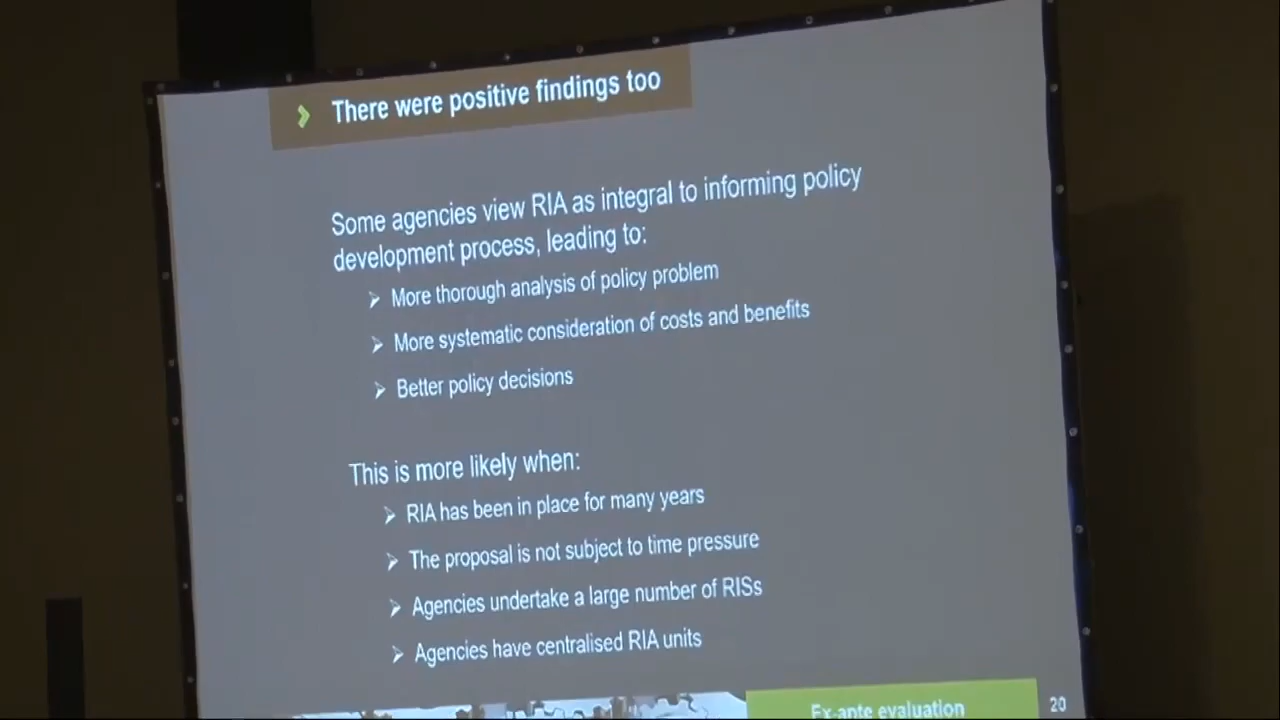 There were positive findings too
Some agencies view RIA as integral to informing policy
development process, leading to:
More thorough analysis of policy problem
More systematic consideration of costs and benefits
Better policy decisions
This is more likely when:
RIA has been in place for many years
The proposal is not subject to time pressure
Agencies undertake a large number of RISs
Agencies have centralised RIA units
Ex-ante evaluation
20